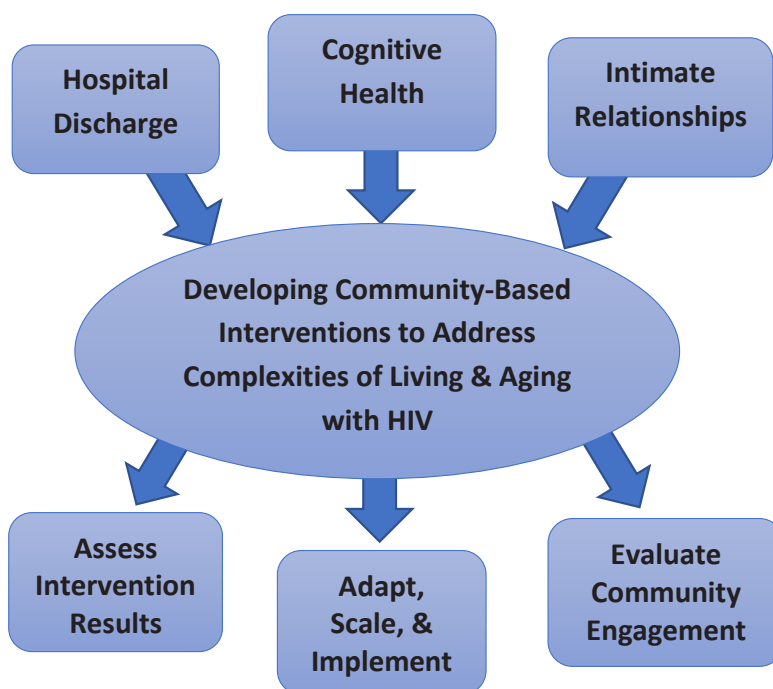 Hospital
Discharge
Cognitive
Health
Intimate
Relationships
Developing Community-Based
Interventions to Address
Complexities of Living & Aging
with HIV
Assess
Intervention
Results
Adapt,
Scale, &
Implement
Evaluate
Community
Engagement